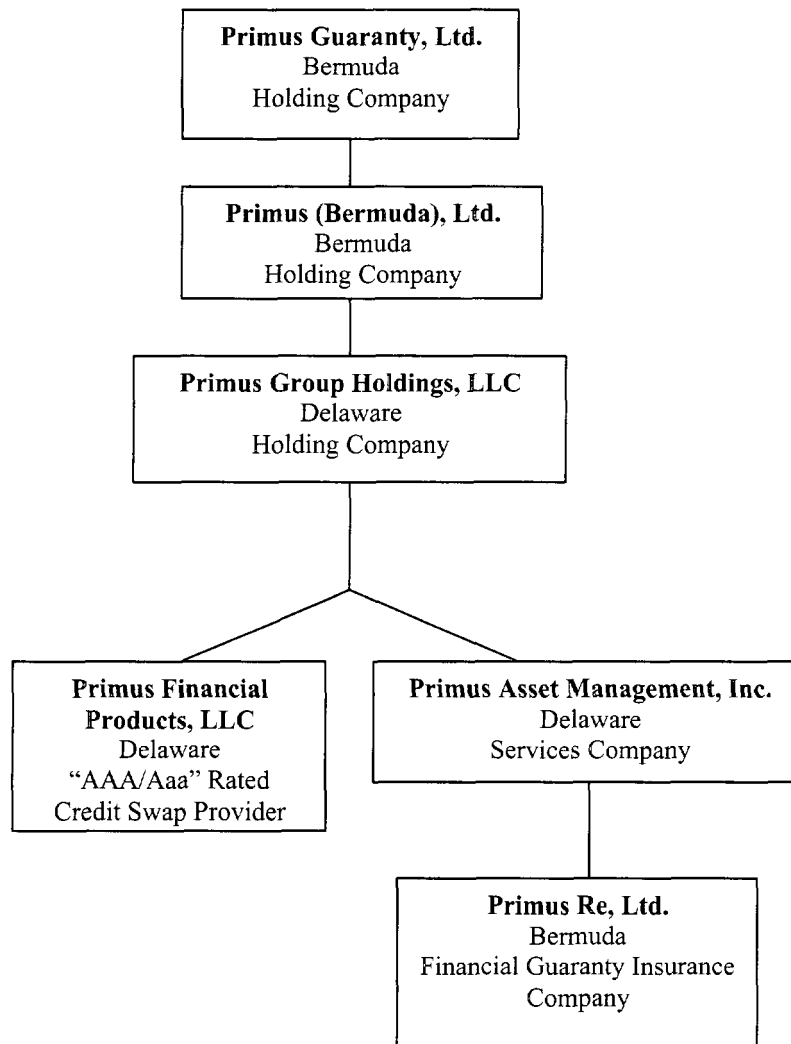 Primus Guaranty, Ltd.
Bermuda
Holding Company
Primus (Bermuda), Ltd.
Bermuda
Holding Company
Primus Group Holdings, LLC
Delaware
Holding Company
Primus Financial
Products, LLC
Delaware
“AAA/Aaa” Rated
Credit Swap Provider
Primus Asset Management, Inc.
Delaware
Services Company
Primus Re, Ltd.
Bermuda
Financial Guaranty Insurance
Company